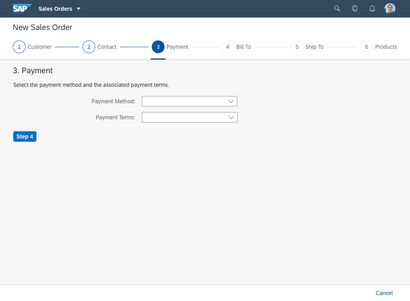 SAP Sales Orders
New Sales Order
1 Customer 2 Contact 3 Payment 4 Bill To 5 Ship To 6 Products
3. Payment
Select the payment method and the associated payment terms.
Payment Method:
Payment Terms:
Step 4
Cancel